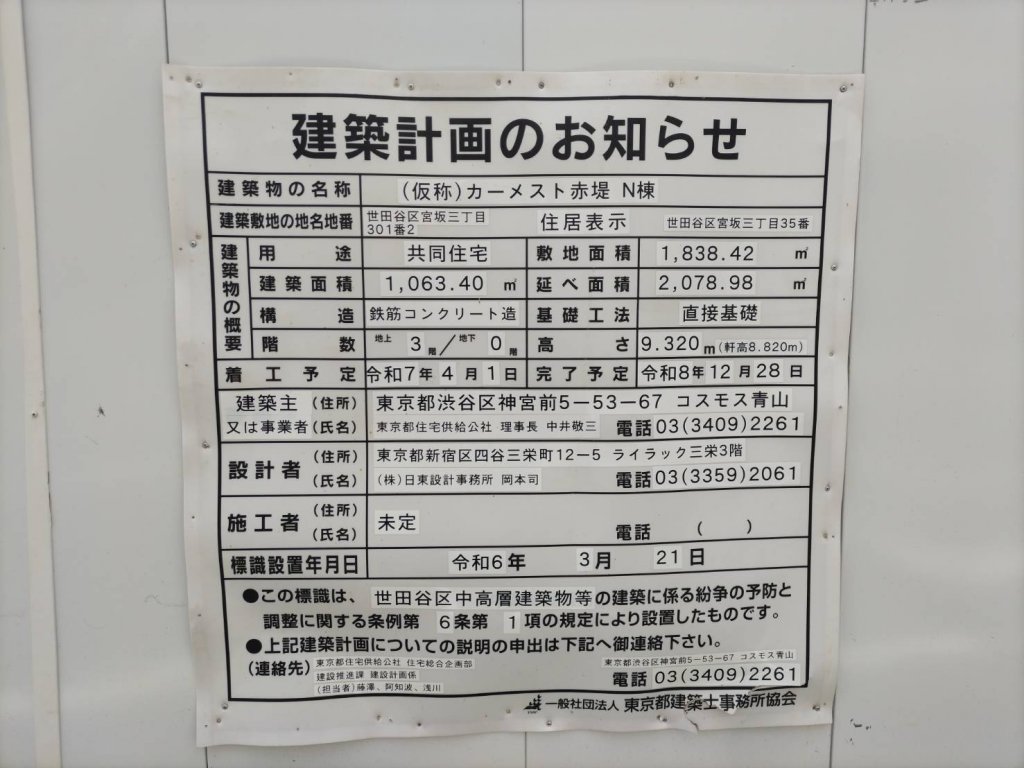 建築計画のお知らせ
建築物の名称 (仮称)カーメスト赤堤 N棟
建築敷地の地名地番 世田谷区宮坂三丁目301番2 住居表示 世田谷区宮坂三丁目35番
建築物の概要
用途 共同住宅 敷地面積 1,838.42 ㎡
建築面積 1,063.40 ㎡ 延べ面積 2,078.98 ㎡
構造 鉄筋コンクリート造 基礎工法 直接基礎
階数 地上 3階/地下 0階 高さ 9.320m(軒高8.820m)
着工予定 令和7年 4月 1日 完了予定 令和8年 12月 28日
建築主 (住所) 東京都渋谷区神宮前5-53-67 コスモス青山
又は事業者 (氏名) 東京都住宅供給公社 理事長 中井敬三 電話 03(3409)2261
設計者 (住所) 東京都新宿区四谷三栄町12-5 ライラック三栄3階
(氏名) (株)日東設計事務所 岡本司 電話 03(3359)2061
施工者 (住所) 未定
(氏名) 電話 ( )
標識設置年月日 令和6年 3月 21日
●この標識は、世田谷区中高層建築物等の建築に係る紛争の予防と
調整に関する条例第 6条第 1項の規定により設置したものです。
●上記建築計画についての説明の申出は下記へ御連絡下さい。
(連絡先) 東京都住宅供給公社 住宅総合企画部 東京都渋谷区神宮前5-53-67 コスモス青山
建設推進課 建設計画係 電話 03(3409)2261
(担当者)藤澤、阿知波、浅川
一般社団法人 東京都建築士事務所協会